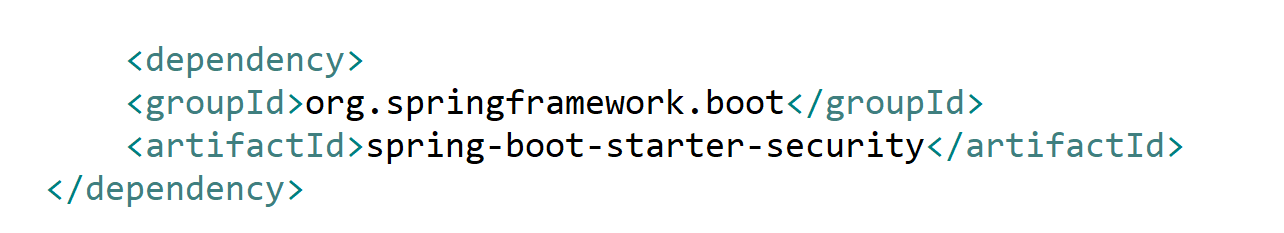 <dependency>
<groupId>org.springframework.boot</groupId>
<artifactId>spring-boot-starter-security</artifactId>
</dependency>